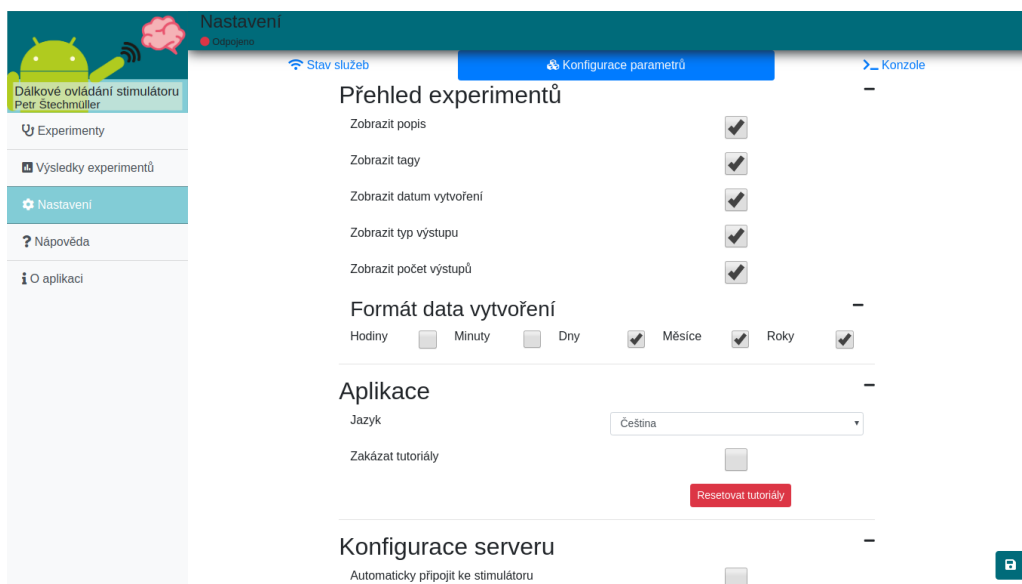 Nastavení
Odpojeno
Dálkové ovládání stimulátoru
Petr Štechmüller
Experimenty
Výsledky experimentů
Nastavení
Nápověda
O aplikaci
Stav služeb
Konfigurace parametrů
Konzole
Přehled experimentů
Zobrazit popis
Zobrazit tagy
Zobrazit datum vytvoření
Zobrazit typ výstupu
Zobrazit počet výstupů
Formát data vytvoření
Hodiny Minuty Dny Měsíce Roky
Aplikace
Jazyk Čeština
Zakázat tutoriály
Resetovat tutoriály
Konfigurace serveru
Automaticky připojit ke stimulátoru